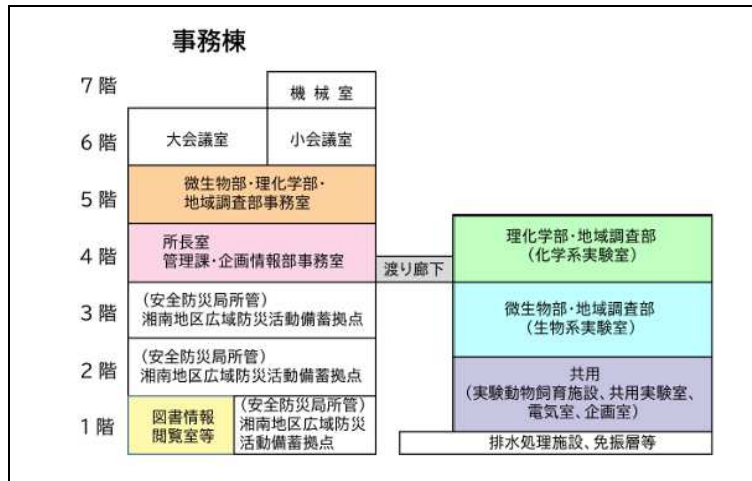 事務棟
7階
機械室
6階
大会議室
小会議室
5階
微生物部・理化学部・
地域調査部事務室
4階
所長室
管理課・企画情報部事務室
渡り廊下
理化学部・地域調査部
(化学系実験室)
3階
(安全防災局所管)
湘南地区広域防災活動備蓄拠点
微生物部・地域調査部
(生物系実験室)
2階
(安全防災局所管)
湘南地区広域防災活動備蓄拠点
共用
(実験動物飼育施設、共用実験室、
電気室、企画室)
1階
図書情報
閲覧室等
(安全防災局所管)
湘南地区広域防災
活動備蓄拠点
排水処理施設、免振層等